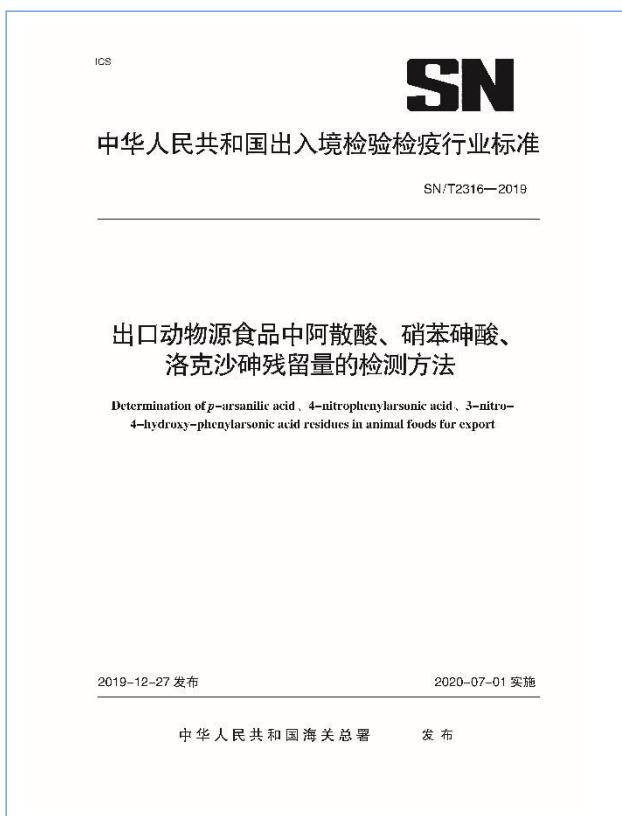 ICS
SN
中华人民共和国出入境检验检疫行业标准
SN/T2316—2019
出口动物源食品中阿散酸、硝苯砷酸、
洛克沙砷残留量的检测方法
Determination of p-arsanilic acid、4-nitrophenylarsonic acid、3-nitro-
4-hydroxy-phenylarsonic acid residues in animal foods for export
2019-12-27 发布
2020-07-01 实施
中华人民共和国海关总署 发布